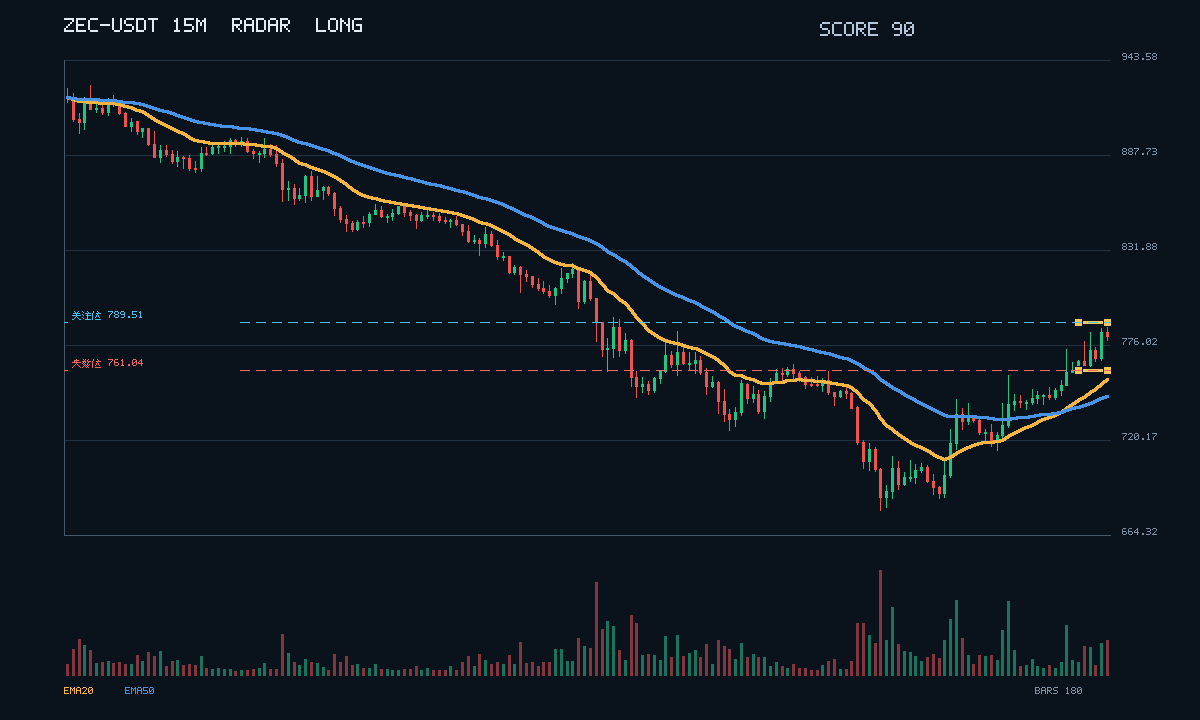 ZEC-USDT 15M RADAR LONG
SCORE 90
943.58
887.73
831.88
关注位 789.51
776.02
失效位 761.04
720.17
664.32
EMA20 EMA50
BARS 180